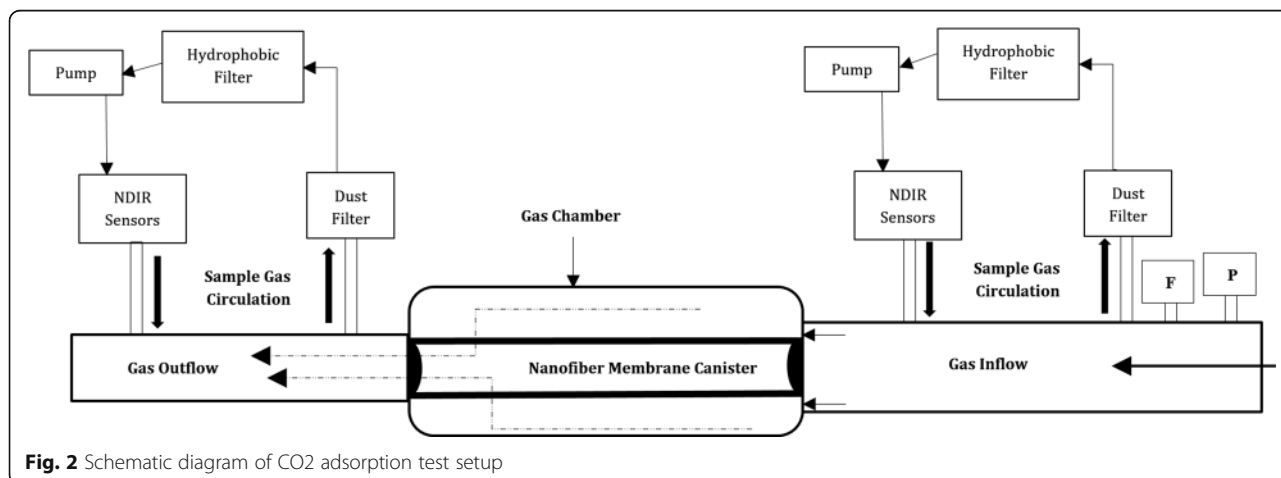 Pump
Hydrophobic
Filter
NDIR
Sensors
Dust
Filter
Sample Gas
Circulation
Gas Chamber
Pump
Hydrophobic
Filter
NDIR
Sensors
Dust
Filter
Sample Gas
Circulation
F
P
Gas Outflow
Nanofiber Membrane Canister
Gas Inflow
Fig. 2 Schematic diagram of CO2 adsorption test setup